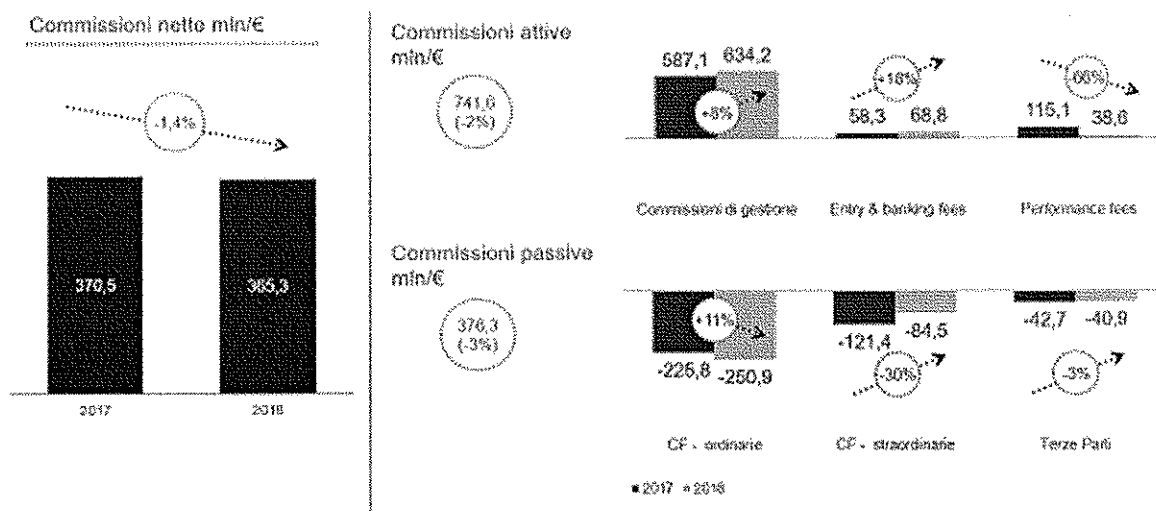 Commissioni nette mln/€
-1,4%
370,5
365,3
2017
2018
Commissioni attive
mln/€
741,6
(-2%)
587,1
634,2
+8%
+18%
58,3
68,8
-66%
115,1
38,6
Commissioni di gestione
Entry & banking fees
Performance fees
Commissioni passive
mln/€
376,3
(-3%)
+11%
-225,8
-250,9
-121,4
-84,5
-30%
-42,7
-40,9
-3%
CF - ordinarie
CF - straordinarie
Terze Parti
2017
2018